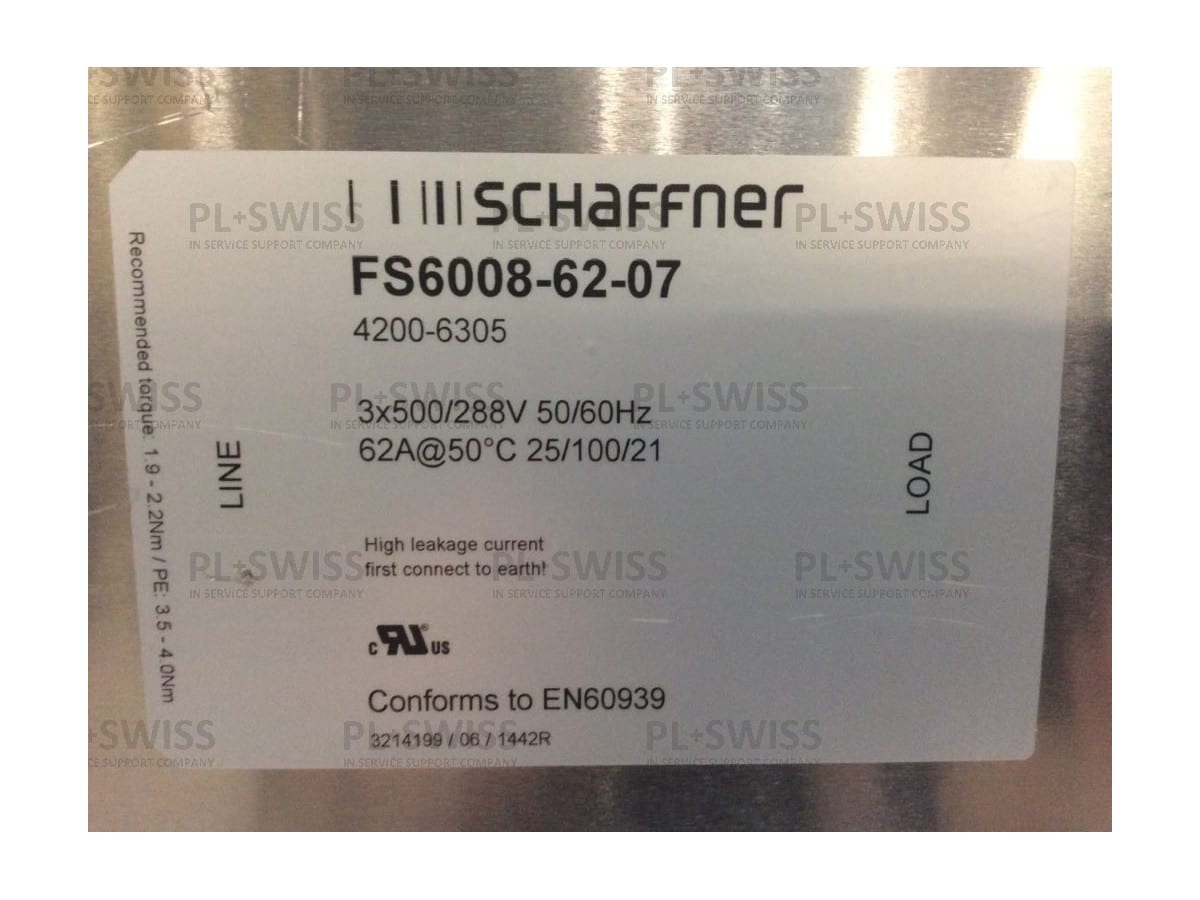 SCHAFFNER
FS6008-62-07
4200-6305
3x500/288V 50/60Hz
62A@50°C 25/100/21
LINE
LOAD
Recommended torque: 1.9 - 2.2Nm / PE: 3.5 - 4.0Nm
High leakage current
first connect to earth!
c RU® US
Conforms to EN60939
3214199 / 06 / 1442R
PL+SWISS
IN SERVICE SUPPORT COMPANY